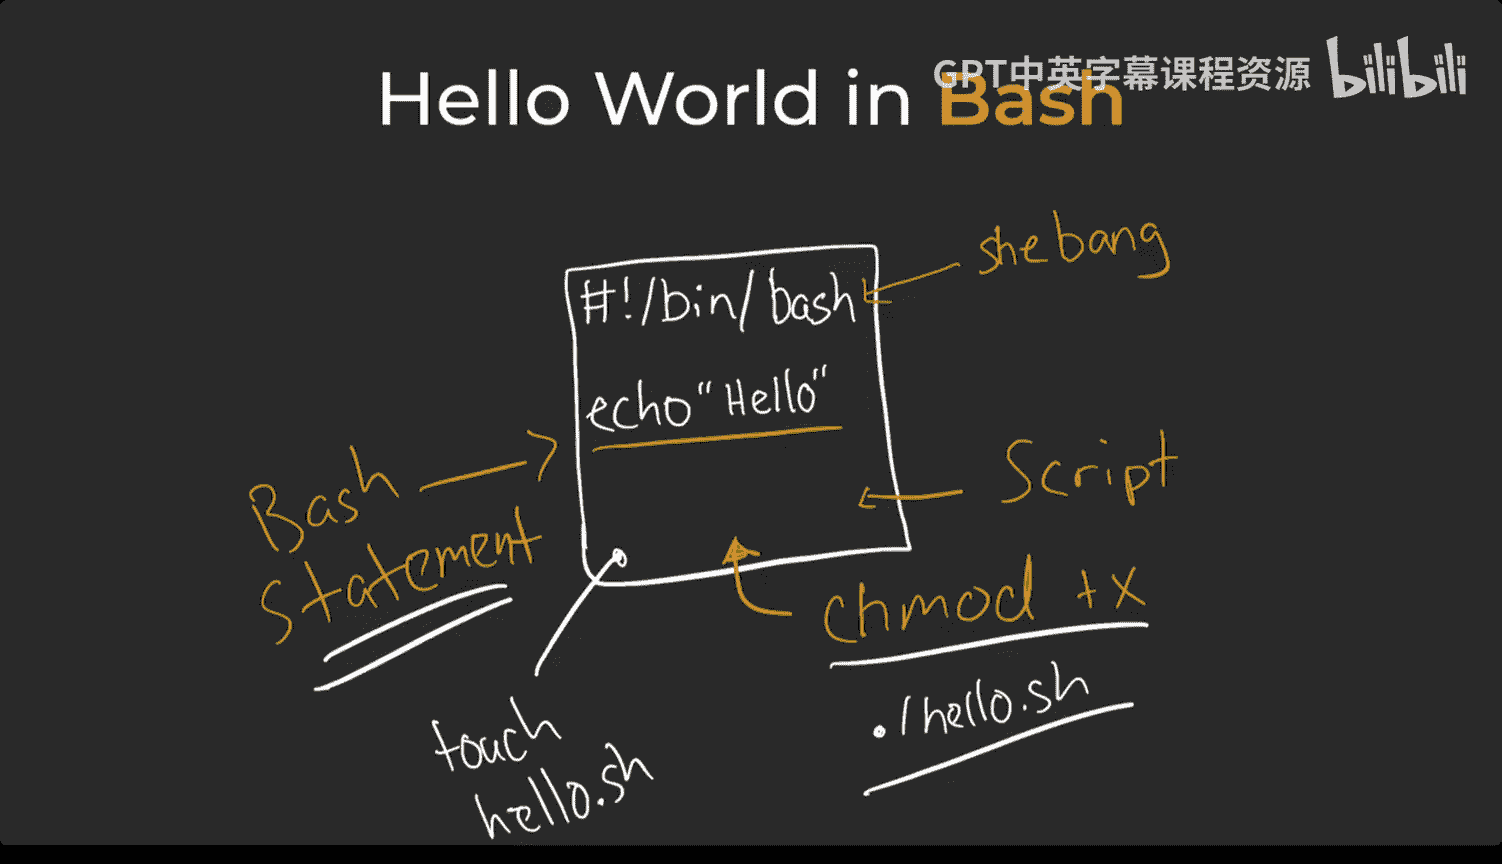 GPT中英字幕课程资源 bilibili
Hello World in Bash
shebang
#!/bin/bash
echo "Hello"
Bash
Statement
Script
chmod +x
./hello.sh
touch
hello.sh